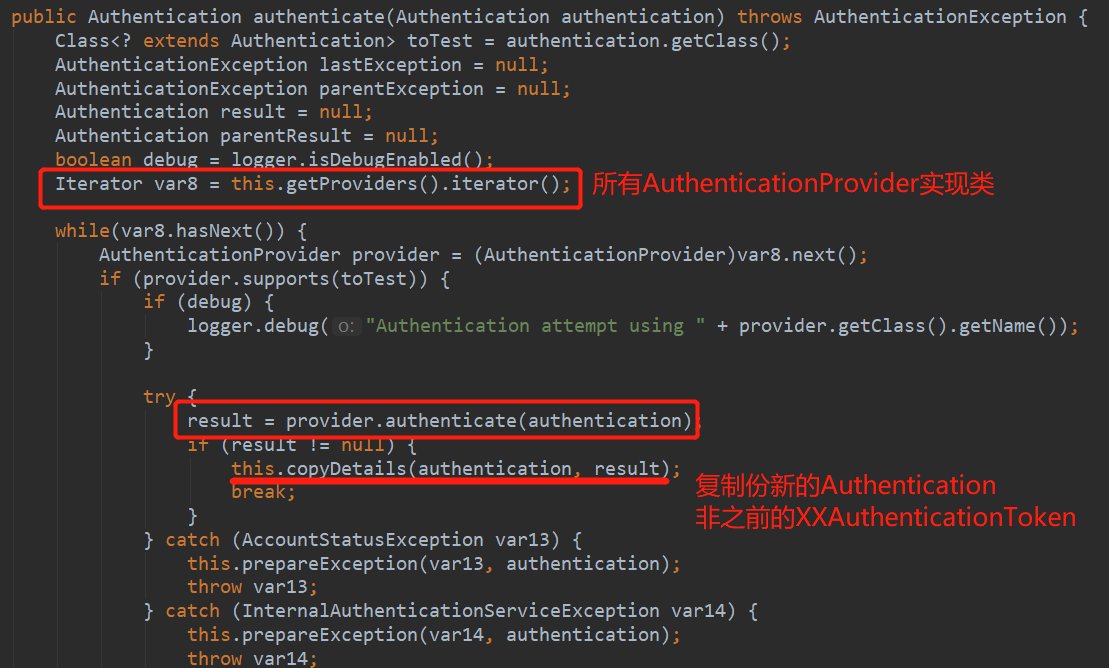 public Authentication authenticate(Authentication authentication) throws AuthenticationException {
Class<? extends Authentication> toTest = authentication.getClass();
AuthenticationException lastException = null;
AuthenticationException parentException = null;
Authentication result = null;
Authentication parentResult = null;
boolean debug = logger.isDebugEnabled();
Iterator var8 = this.getProviders().iterator(); 所有AuthenticationProvider实现类
while(var8.hasNext()) {
AuthenticationProvider provider = (AuthenticationProvider)var8.next();
if (provider.supports(toTest)) {
if (debug) {
logger.debug( o: "Authentication attempt using " + provider.getClass().getName());
}
try {
result = provider.authenticate(authentication);
if (result != null) {
this.copyDetails(authentication, result);
复制份新的Authentication
break;
非之前的XXAuthenticationToken
}
} catch (AccountStatusException var13) {
this.prepareException(var13, authentication);
throw var13;
} catch (InternalAuthenticationServiceException var14) {
this.prepareException(var14, authentication);
throw var14;